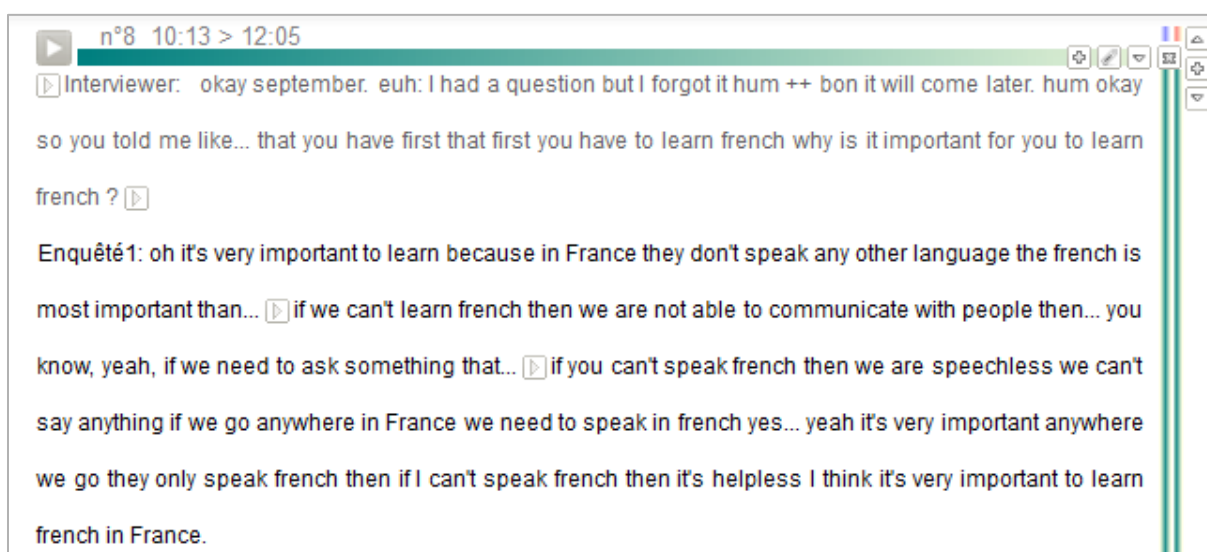 n°8 10:13 > 12:05
Interviewer: okay september. euh: I had a question but I forgot it hum ++ bon it will come later. hum okay
so you told me like... that you have first that first you have to learn french why is it important for you to learn
french ?
Enquêté1: oh it's very important to learn because in France they don't speak any other language the french is
most important than... if we can't learn french then we are not able to communicate with people then... you
know, yeah, if we need to ask something that... if you can't speak french then we are speechless we can't
say anything if we go anywhere in France we need to speak in french yes... yeah it's very important anywhere
we go they only speak french then if I can't speak french then it's helpless I think it's very important to learn
french in France.